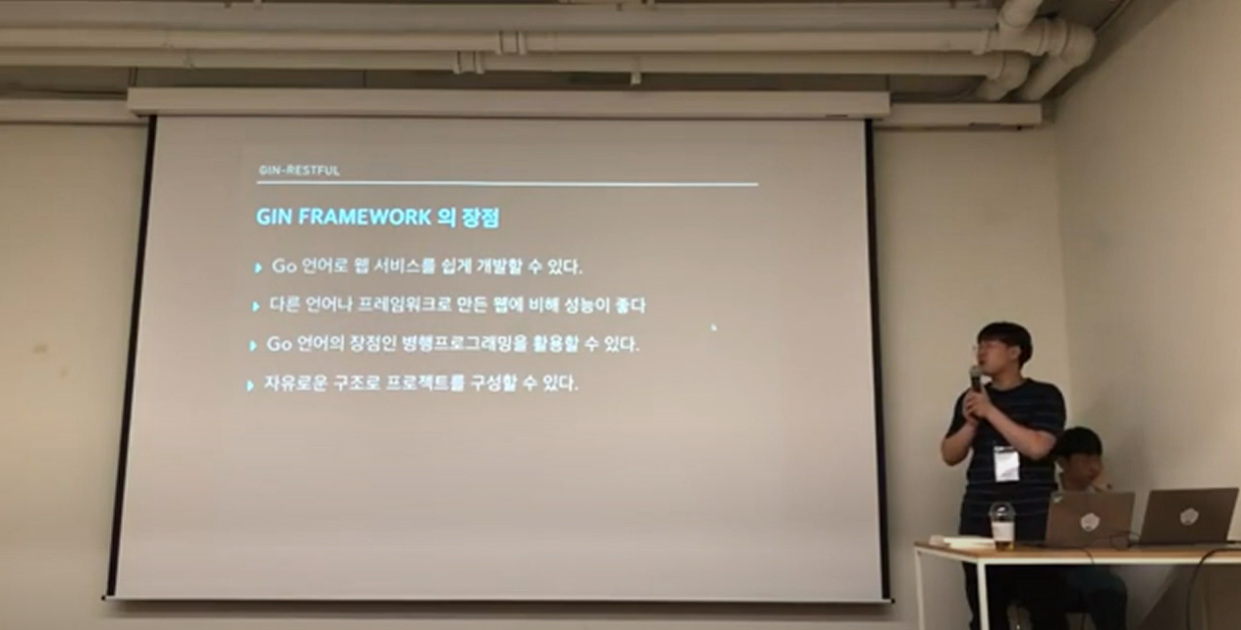 GIN-RESTFUL
GIN FRAMEWORK 의 장점
Go 언어로 웹 서비스를 쉽게 개발할 수 있다.
다른 언어나 프레임워크로 만든 웹에 비해 성능이 좋다
Go 언어의 장점인 병행프로그래밍을 활용할 수 있다.
자유로운 구조로 프로젝트를 구성할 수 있다.